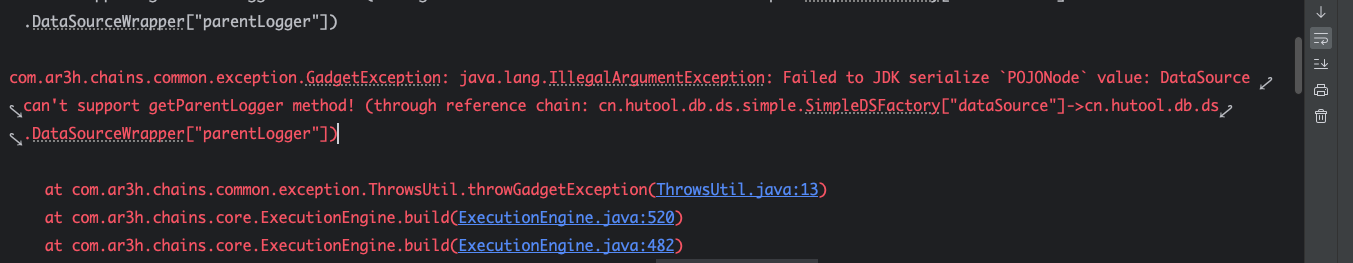 .DataSourceWrapper["parentLogger"])
com.ar3h.chains.common.exception.GadgetException: java.lang.IllegalArgumentException: Failed to JDK serialize `POJONode` value: DataSource
can't support getParentLogger method! (through reference chain: cn.hutool.db.ds.simple.SimpleDSFactory["dataSource"]->cn.hutool.db.ds
.DataSourceWrapper["parentLogger"])
at com.ar3h.chains.common.exception.ThrowsUtil.throwGadgetException(ThrowsUtil.java:13)
at com.ar3h.chains.core.ExecutionEngine.build(ExecutionEngine.java:520)
at com.ar3h.chains.core.ExecutionEngine.build(ExecutionEngine.java:482)